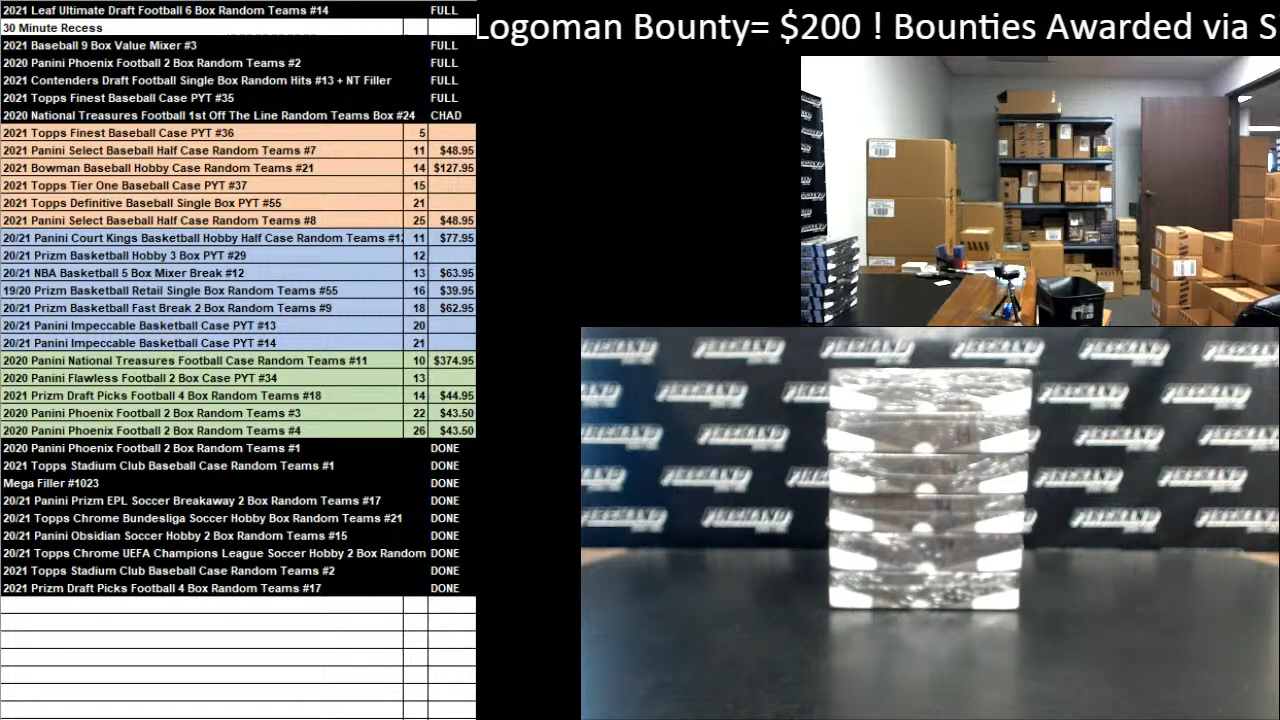 2021 Leaf Ultimate Draft Football 6 Box Random Teams #14 FULL
30 Minute Recess
2021 Baseball 9 Box Value Mixer #3 FULL
2020 Panini Phoenix Football 2 Box Random Teams #2 FULL
2021 Contenders Draft Football Single Box Random Hits #13 + NT Filler FULL
2021 Topps Finest Baseball Case PYT #35 FULL
2020 National Treasures Football 1st Off The Line Random Teams Box #24 CHAD
2021 Topps Finest Baseball Case PYT #36 5
2021 Panini Select Baseball Half Case Random Teams #7 11 $48.95
2021 Bowman Baseball Hobby Case Random Teams #21 14 $127.95
2021 Topps Tier One Baseball Case PYT #37 15
2021 Topps Definitive Baseball Single Box PYT #55 21
2021 Panini Select Baseball Half Case Random Teams #8 25 $48.95
20/21 Panini Court Kings Basketball Hobby Half Case Random Teams 11 $77.95
20/21 Prizm Basketball Hobby 3 Box PYT #29 12
20/21 NBA Basketball 5 Box Mixer Break #12 13 $63.95
19/20 Prizm Basketball Retail Single Box Random Teams #55 16 $39.95
20/21 Prizm Basketball Fast Break 2 Box Random Teams #9 18 $62.95
20/21 Panini Impeccable Basketball Case PYT #13 20
20/21 Panini Impeccable Basketball Case PYT #14 21
2020 Panini National Treasures Football Case Random Teams #11 10 $374.95
2020 Panini Flawless Football 2 Box Case PYT #34 13
2021 Prizm Draft Picks Football 4 Box Random Teams #18 14 $44.95
2020 Panini Phoenix Football 2 Box Random Teams #3 22 $43.50
2020 Panini Phoenix Football 2 Box Random Teams #4 26 $43.50
2020 Panini Phoenix Football 2 Box Random Teams #1 DONE
2021 Topps Stadium Club Baseball Case Random Teams #1 DONE
Mega Filler #1023 DONE
20/21 Panini Prizm EPL Soccer Breakaway 2 Box Random Teams #17 DONE
20/21 Topps Chrome Bundesliga Soccer Hobby Box Random Teams #21 DONE
20/21 Panini Obsidian Soccer Hobby 2 Box Random Teams #15 DONE
20/21 Topps Chrome UEFA Champions League Soccer Hobby 2 Box Random DONE
2021 Topps Stadium Club Baseball Case Random Teams #2 DONE
2021 Prizm Draft Picks Football 4 Box Random Teams #17 DONE
Logoman Bounty= $200 ! Bounties Awarded via S